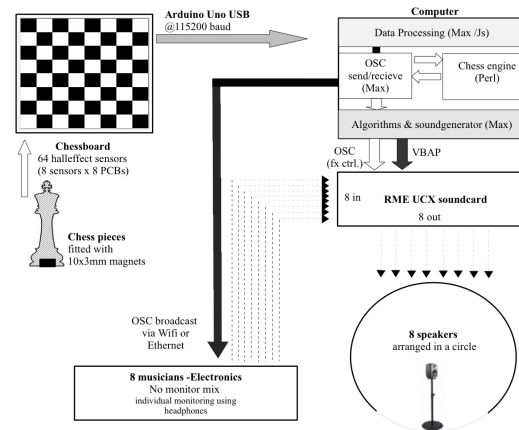 Arduino Uno USB
@115200 baud
Computer
Data Processing (Max /Js)
OSC
send/recieve
(Max)
Chess engine
(Perl)
Algorithms & soundgenerator (Max)
OSC
(fx ctrl.)
VBAP
Chessboard
64 halleffect sensors
(8 sensors x 8 PCBs)
8 in
RME UCX soundcard
8 out
Chess pieces
fitted with
10x3mm magnets
OSC broadcast
via Wifi or
Ethernet
8 speakers
arranged in a circle
8 musicians -Electronics
No monitor mix
individual monitoring using
headphones